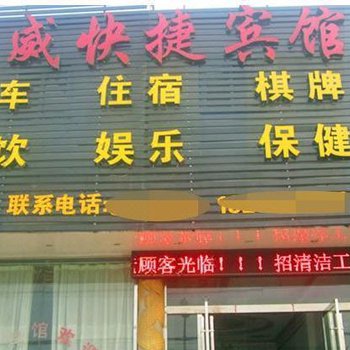 威快捷宾馆
车 住宿 棋牌
饮 娱乐 保健
联系电话:
顾客光临!!!招清洁工